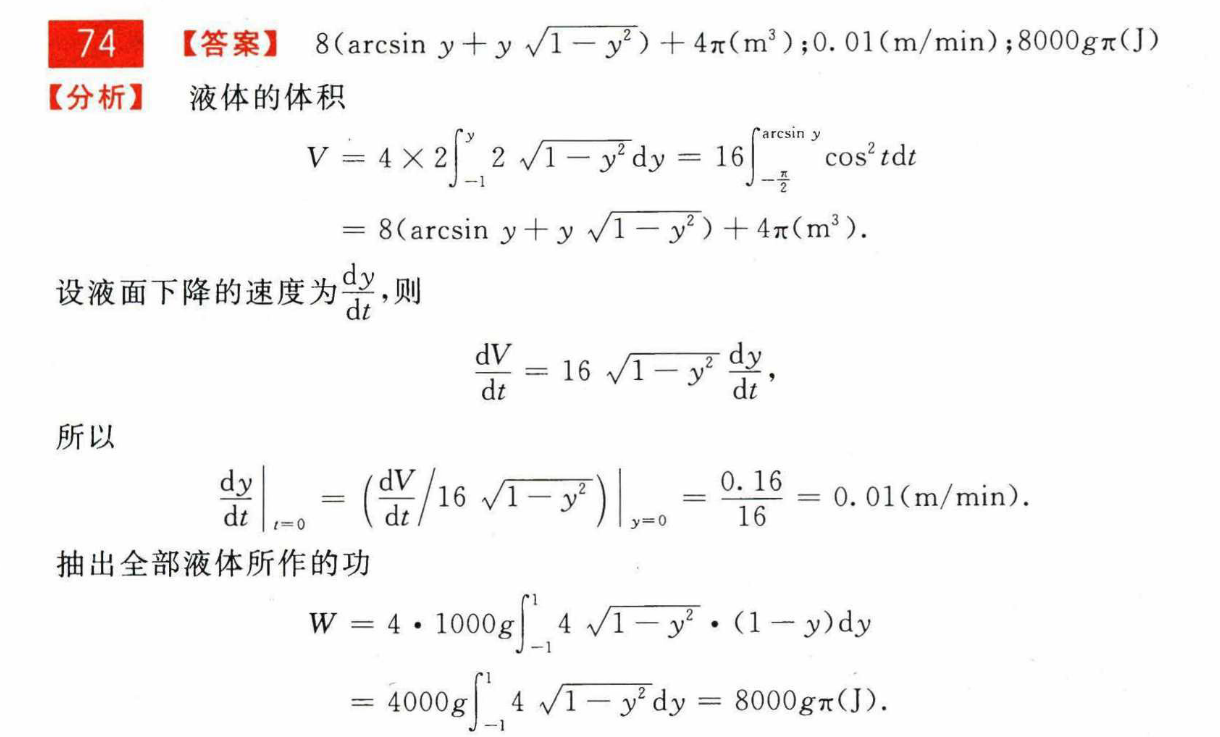 74 【答案】 8(arcsin y + y √(1 − y²)) + 4π(m³);0.01(m/min);8000gπ(J)
【分析】 液体的体积
V = 4 × 2∫_{-1}^{y} 2 √(1 − y²) dy = 16∫_{-π/2}^{arcsin y} cos² t dt
= 8(arcsin y + y √(1 − y²)) + 4π(m³).
设液面下降的速度为 dy/dt,则
dV/dt = 16 √(1 − y²) dy/dt,
所以
dy/dt |_{t=0} = (dV/dt / 16 √(1 − y²)) |_{y=0} = 0.16/16 = 0.01(m/min).
抽出全部液体所作的功
W = 4 · 1000g∫_{-1}^{1} 4 √(1 − y²) · (1 − y)dy
= 4000g∫_{-1}^{1} 4 √(1 − y²) dy = 8000gπ(J).